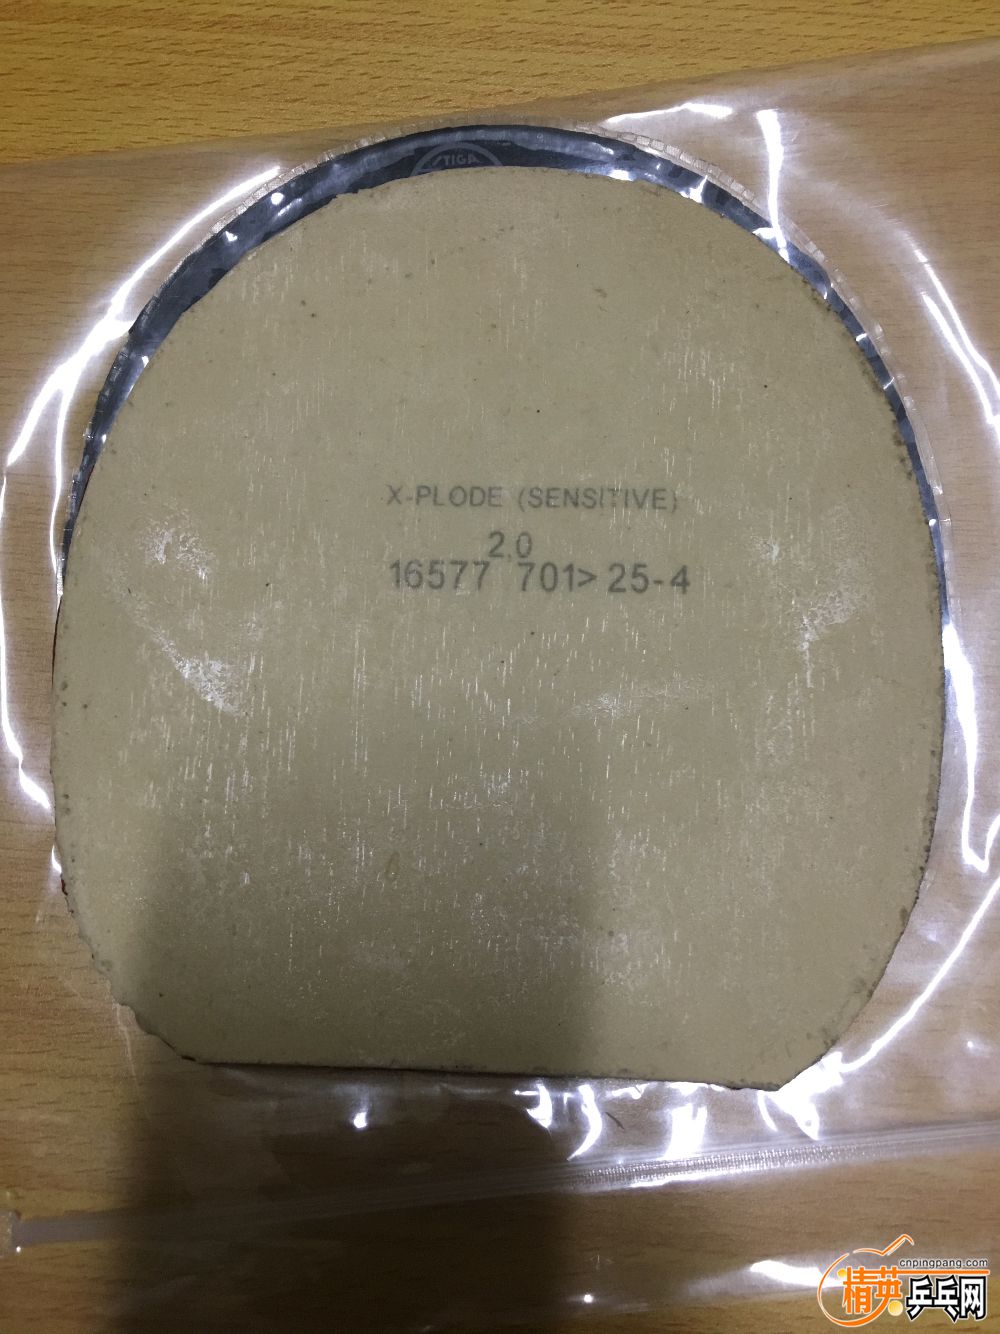 STIGA
X-PLODE (SENSITIVE)
2.0
16577 701> 25-4
cnpingpang.com
精英乒乓网